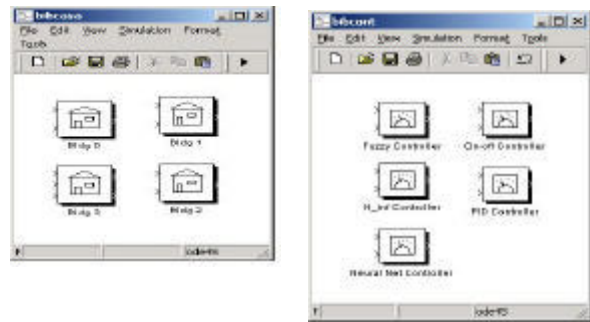 bibcasa
File Edit View Simulation Format
Tools
Bldg 0
Bldg 1
Bldg 3
Bldg 2
ode45
bibcont
File Edit View Simulation Format Tools
Fuzzy Controller
On-off Controller
H_inf Controller
PID Controller
Neural Net Controller
ode45